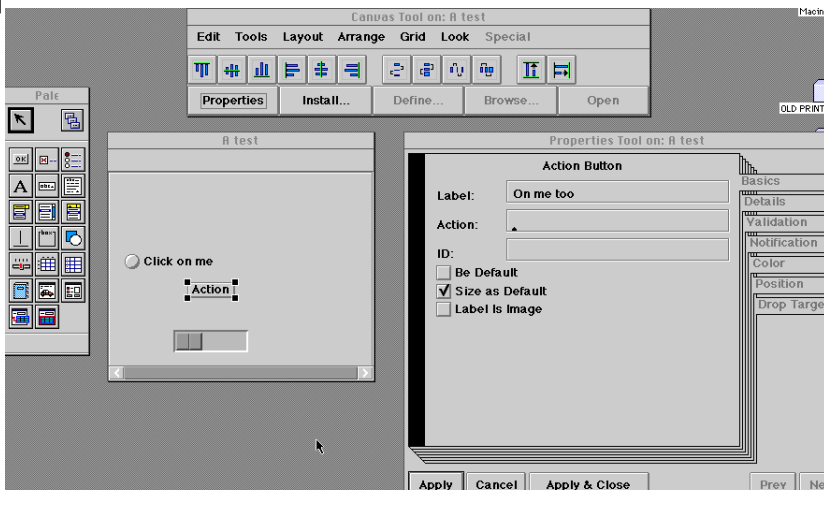 Canvas Tool on: A test
Macin
Edit Tools Layout Arrange Grid Look Special
Properties Install... Define... Browse... Open
OLD PRINT
Pale
OK
A
A test
Click on me
Action
Properties Tool on: A test
Action Button
Label: On me too
Action:
ID:
Be Default
Size as Default
Label Is Image
Basics
Details
Validation
Notification
Color
Position
Drop Targe
Apply Cancel Apply & Close Prev Ne